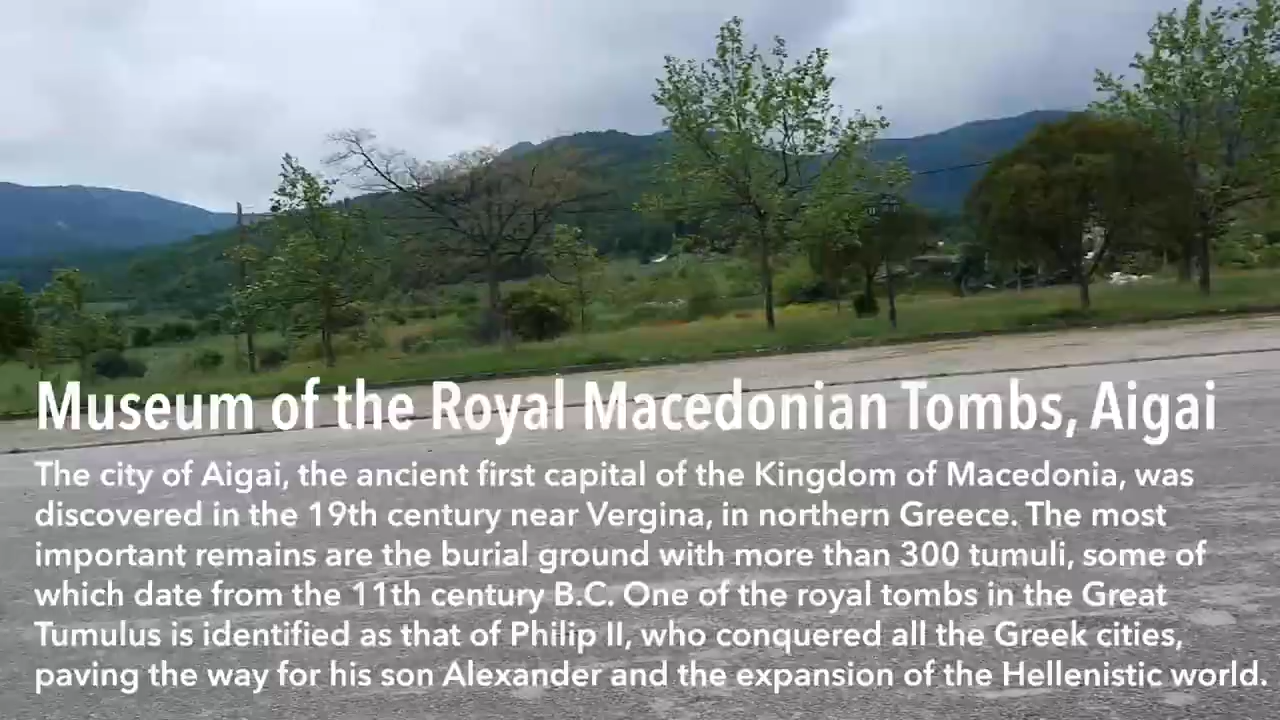 Museum of the Royal Macedonian Tombs, Aigai
The city of Aigai, the ancient first capital of the Kingdom of Macedonia, was
discovered in the 19th century near Vergina, in northern Greece. The most
important remains are the burial ground with more than 300 tumuli, some of
which date from the 11th century B.C. One of the royal tombs in the Great
Tumulus is identified as that of Philip II, who conquered all the Greek cities,
paving the way for his son Alexander and the expansion of the Hellenistic world.